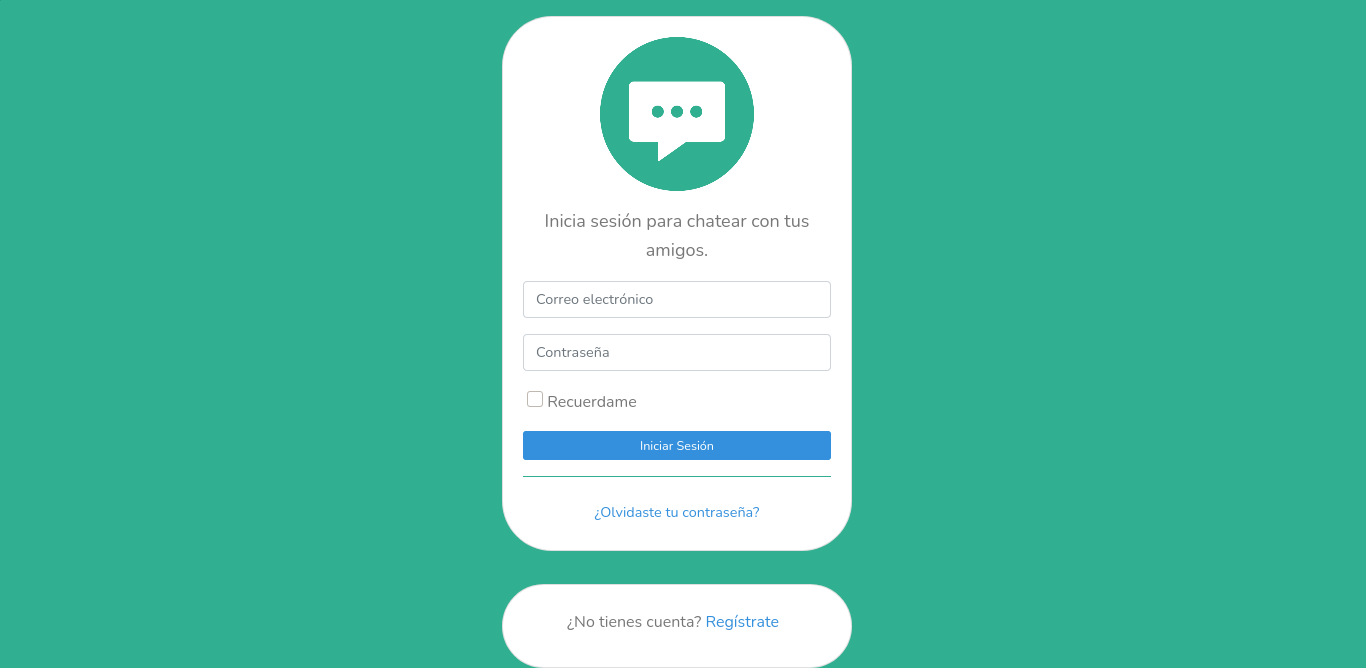 Inicia sesión para chatear con tus
amigos.
Correo electrónico
Contraseña
Recuerdame
Iniciar Sesión
¿Olvidaste tu contraseña?
¿No tienes cuenta? Regístrate